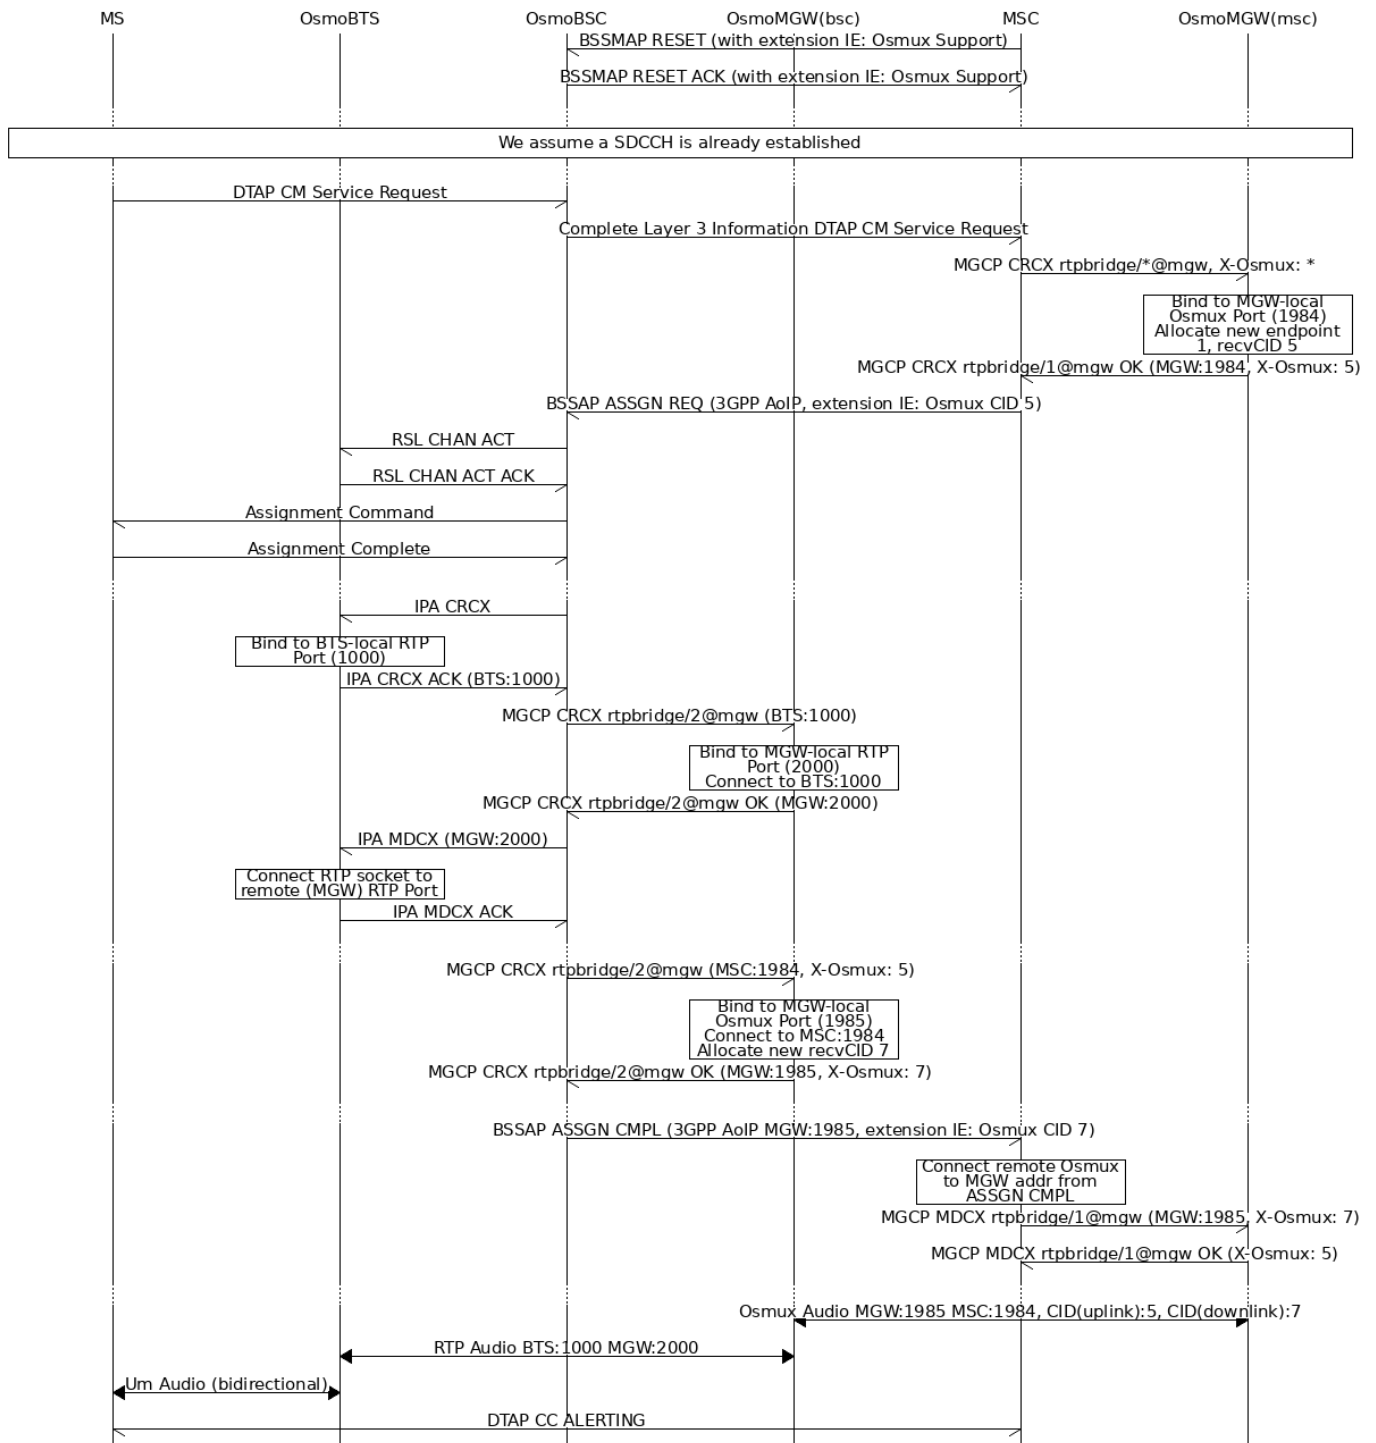 MS OsmoBTS OsmoBSC OsmoMGW(bsc) MSC OsmoMGW(msc)
BSSMAP RESET (with extension IE: Osmux Support)
BSSMAP RESET ACK (with extension IE: Osmux Support)
We assume a SDCCH is already established
DTAP CM Service Request
Complete Layer 3 Information DTAP CM Service Request
MGCP CRCX rtpbridge/*@mgw, X-Osmux: *
Bind to MGW-local
Osmux Port (1984)
Allocate new endpoint
1, recvCID 5
MGCP CRCX rtpbridge/1@mgw OK (MGW:1984, X-Osmux: 5)
BSSAP ASSGN REQ (3GPP AoIP, extension IE: Osmux CID 5)
RSL CHAN ACT
RSL CHAN ACT ACK
Assignment Command
Assignment Complete
IPA CRCX
Bind to BTS-local RTP
Port (1000)
IPA CRCX ACK (BTS:1000)
MGCP CRCX rtpbridge/2@mgw (BTS:1000)
Bind to MGW-local RTP
Port (2000)
Connect to BTS:1000
MGCP CRCX rtpbridge/2@mgw OK (MGW:2000)
IPA MDCX (MGW:2000)
Connect RTP socket to
remote (MGW) RTP Port
IPA MDCX ACK
MGCP CRCX rtpbridge/2@mgw (MSC:1984, X-Osmux: 5)
Bind to MGW-local
Osmux Port (1985)
Connect to MSC:1984
Allocate new recvCID 7
MGCP CRCX rtpbridge/2@mgw OK (MGW:1985, X-Osmux: 7)
BSSAP ASSGN CMPL (3GPP AoIP MGW:1985, extension IE: Osmux CID 7)
Connect remote Osmux
to MGW addr from
ASSGN CMPL
MGCP MDCX rtpbridge/1@mgw (MGW:1985, X-Osmux: 7)
MGCP MDCX rtpbridge/1@mgw OK (X-Osmux: 5)
Osmux Audio MGW:1985 MSC:1984, CID(uplink):5, CID(downlink):7
RTP Audio BTS:1000 MGW:2000
Um Audio (bidirectional)
DTAP CC ALERTING